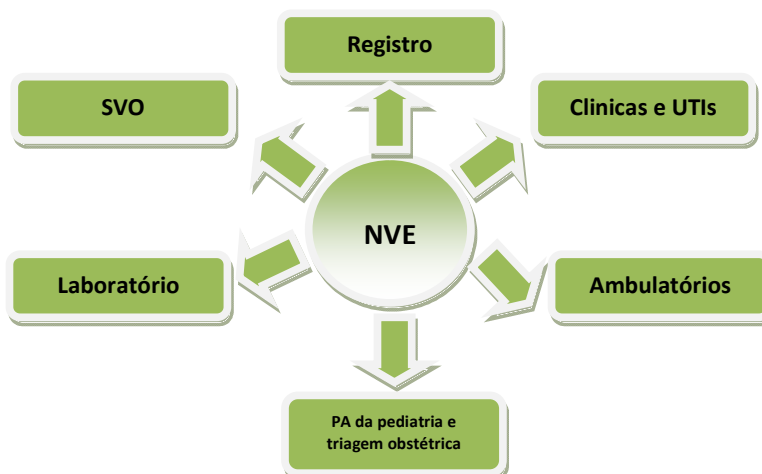 Registro
SVO
Clinicas e UTIs
NVE
Laboratório
Ambulatórios
PA da pediatria e
triagem obstétrica